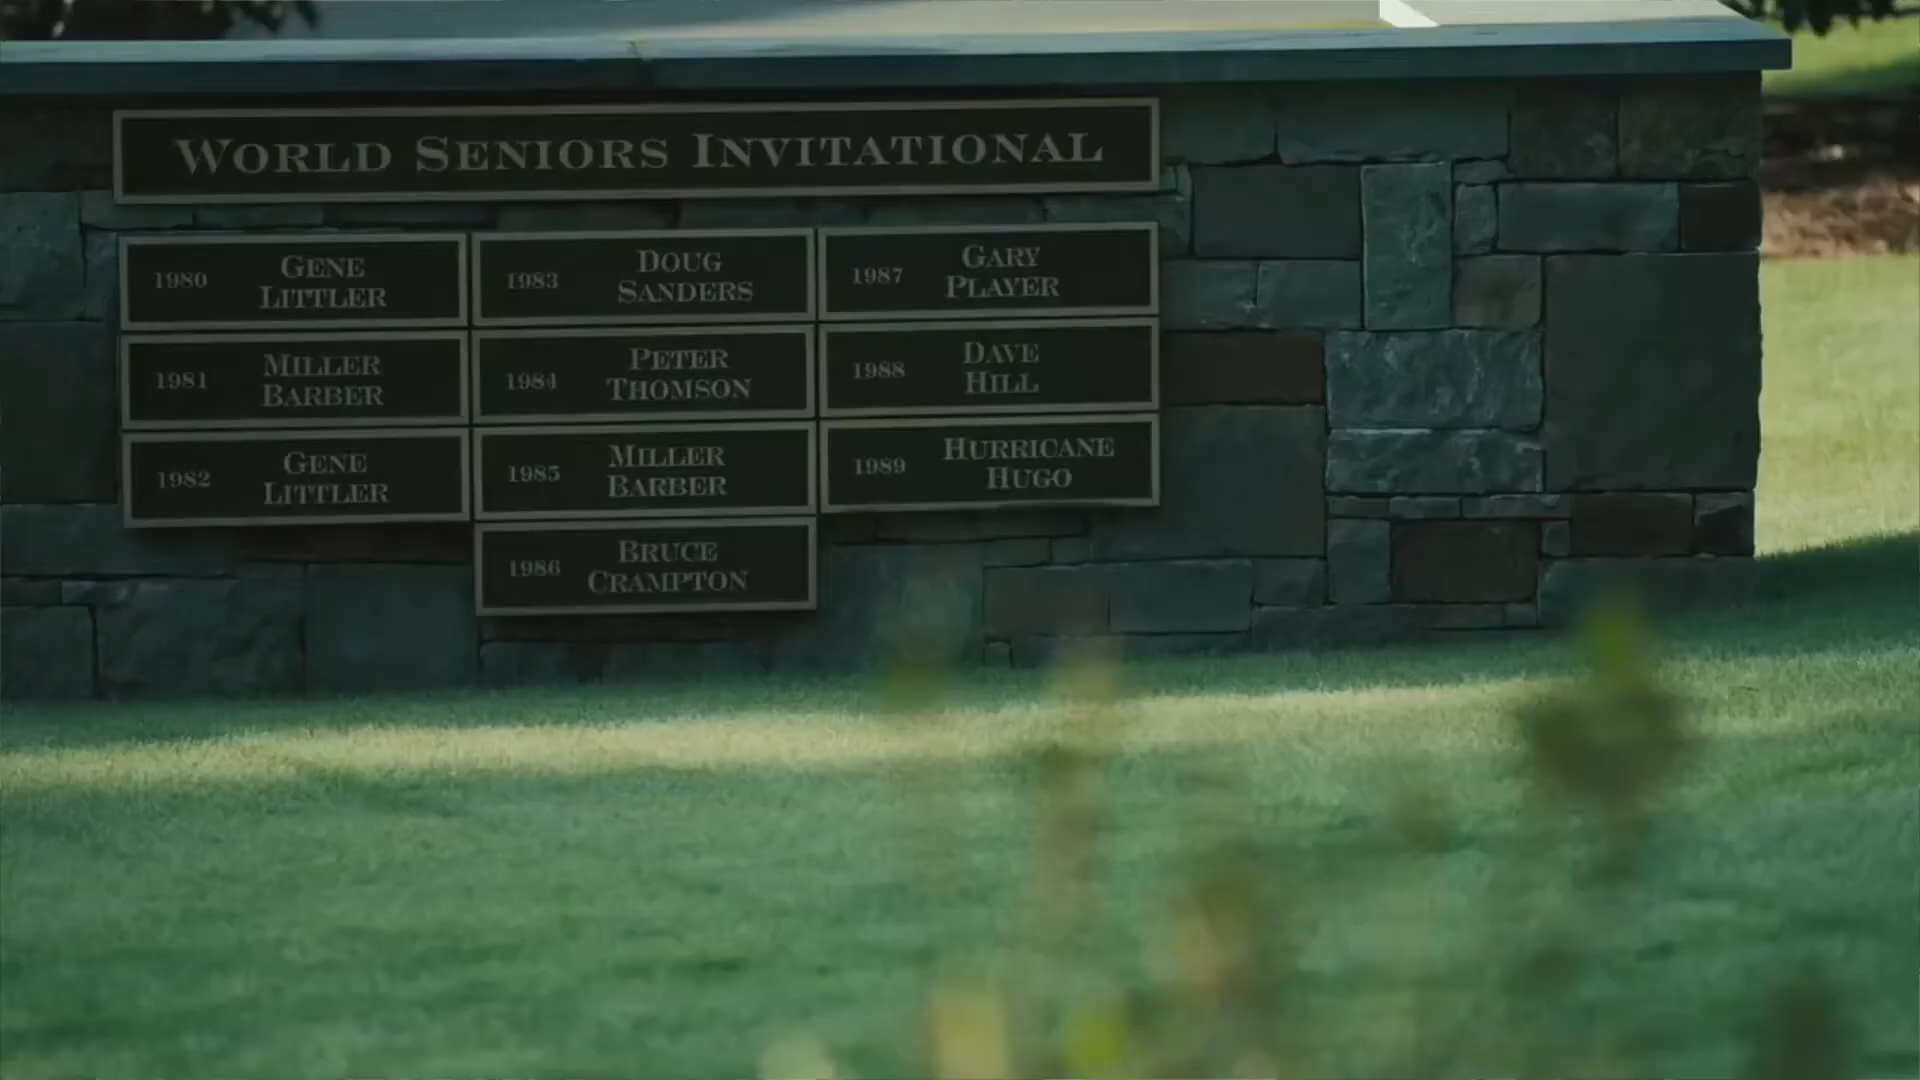 WORLD SENIORS INVITATIONAL
1980 GENE
LITTLER
1981 MILLER
BARBER
1982 GENE
LITTLER
1983 DOUG
SANDERS
1984 PETER
THOMSON
1985 MILLER
BARBER
1986 BRUCE
CRAMPTON
1987 GARY
PLAYER
1988 DAVE
HILL
1989 HURRICANE
HUGO